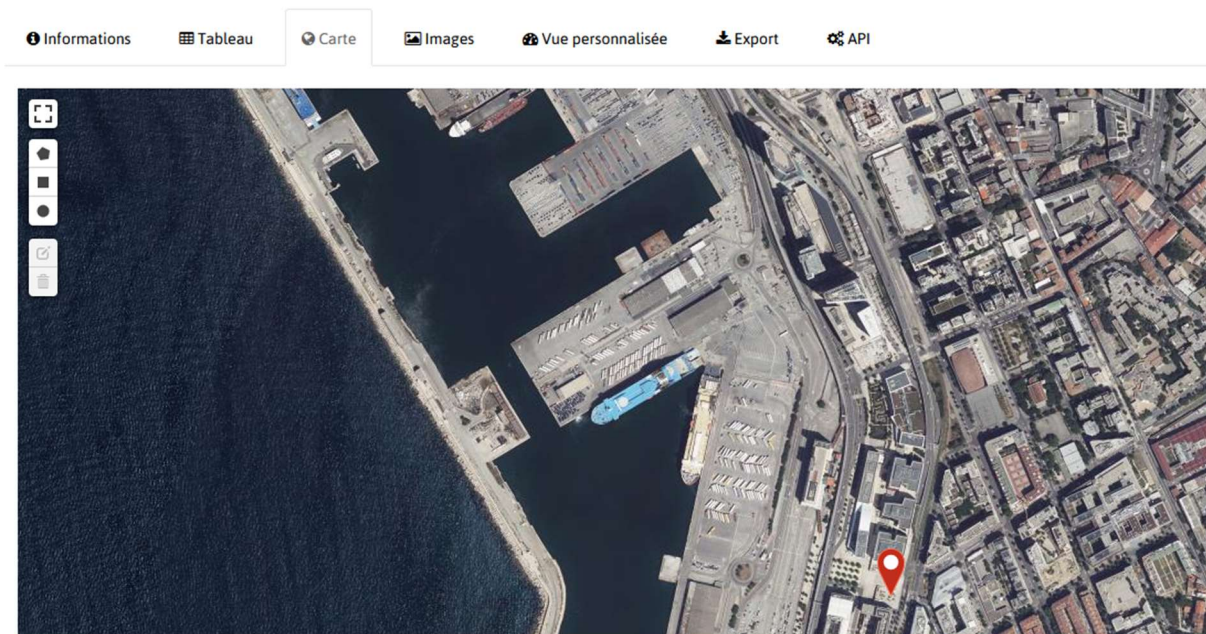 Informations
Tableau
Carte
Images
Vue personnalisée
Export
API